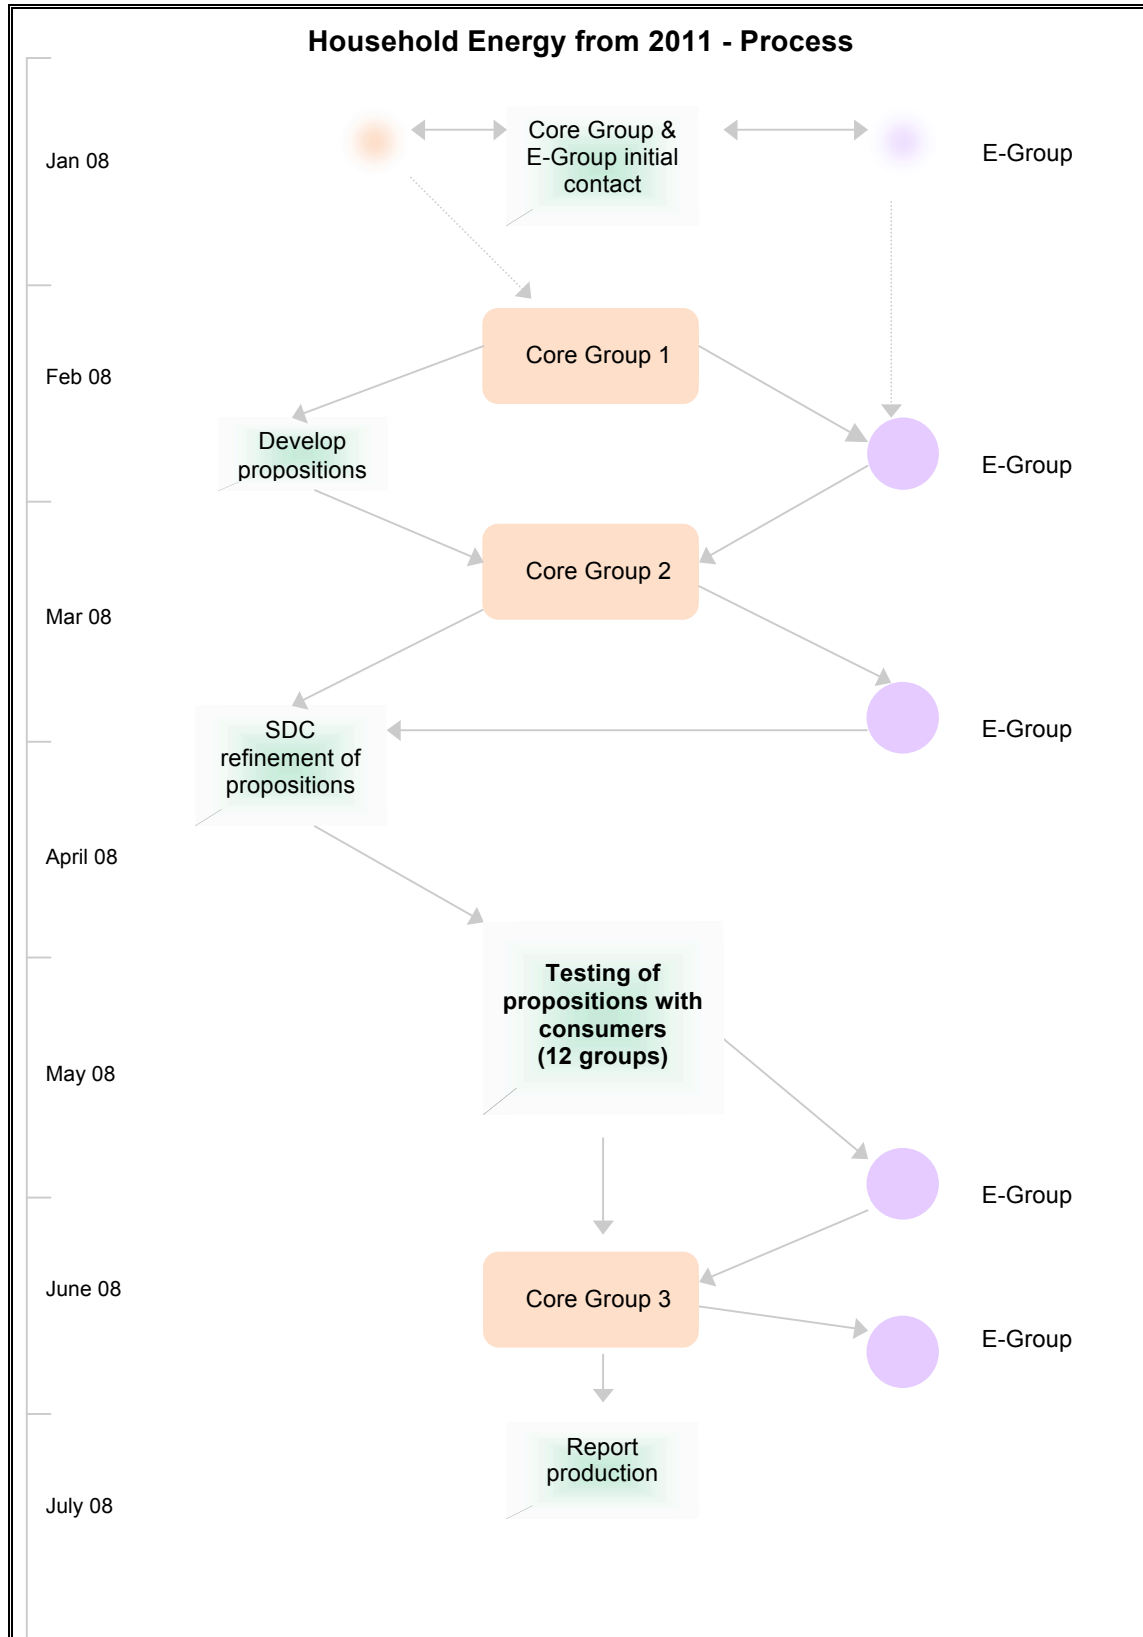 Household Energy from 2011 - Process
Jan 08
Core Group &
E-Group initial
contact
E-Group
Core Group 1
Feb 08
Develop
propositions
E-Group
Core Group 2
Mar 08
SDC
refinement of
propositions
E-Group
April 08
Testing of
propositions with
consumers
(12 groups)
May 08
E-Group
June 08
Core Group 3
E-Group
Report
production
July 08